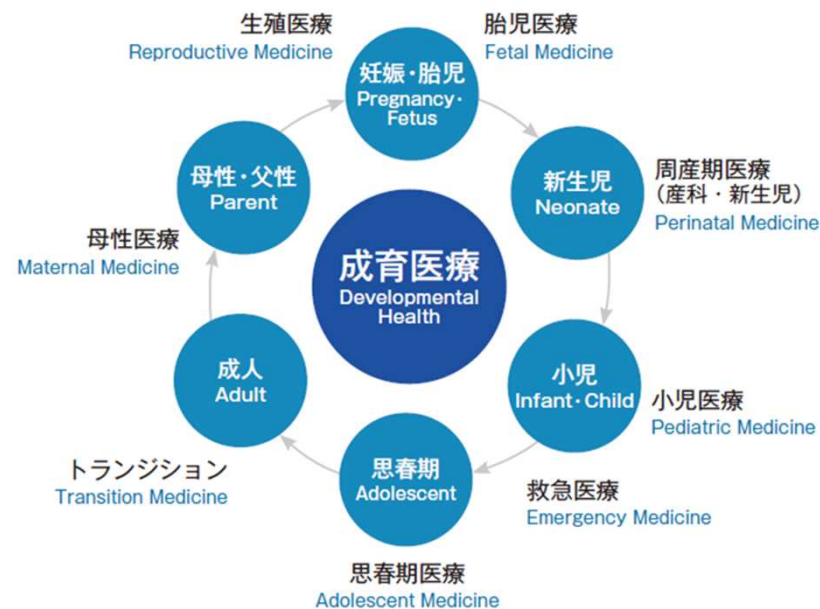 生殖医療
Reproductive Medicine
胎児医療
Fetal Medicine
妊娠・胎児
Pregnancy・
Fetus
母性・父性
Parent
新生児
Neonate
周産期医療
(産科・新生児)
Perinatal Medicine
母性医療
Maternal Medicine
成育医療
Developmental
Health
成人
Adult
小児
Infant・Child
小児医療
Pediatric Medicine
トランジション
Transition Medicine
思春期
Adolescent
救急医療
Emergency Medicine
思春期医療
Adolescent Medicine